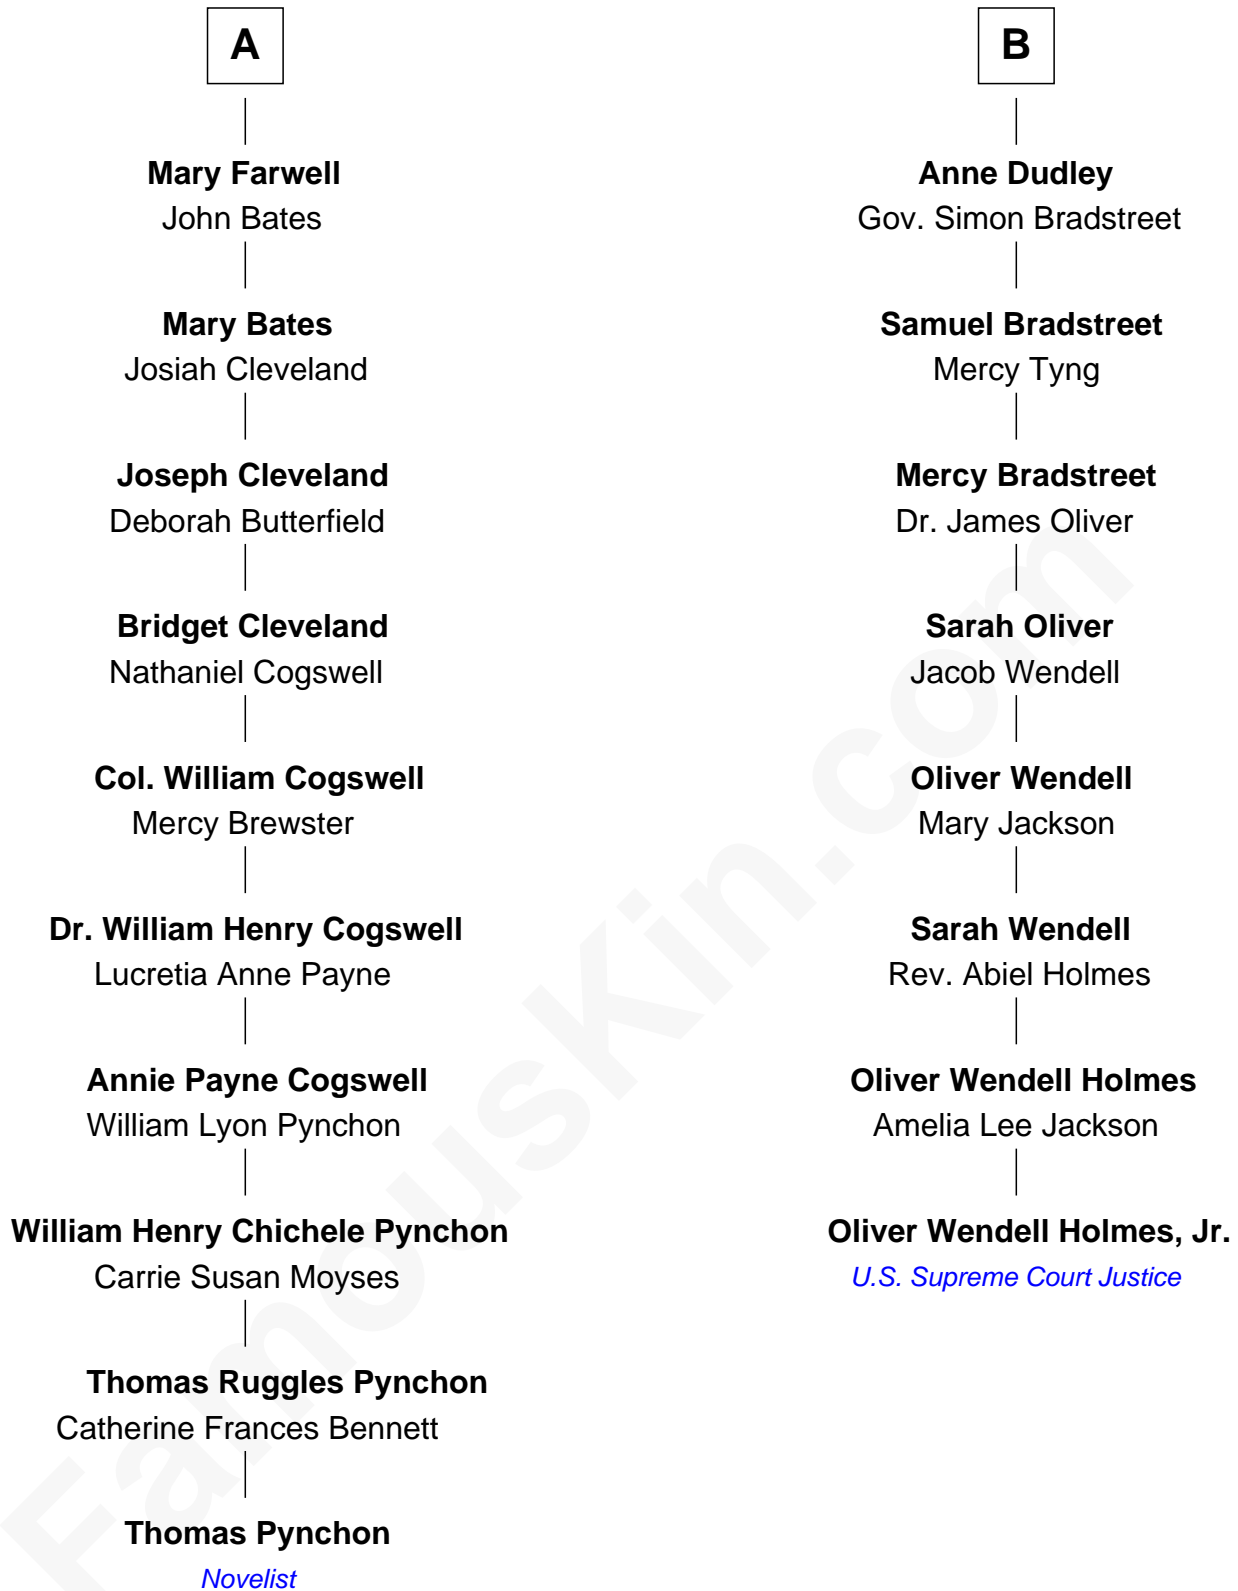 A
Mary Farwell
John Bates
Mary Bates
Josiah Cleveland
Joseph Cleveland
Deborah Butterfield
Bridget Cleveland
Nathaniel Cogswell
Col. William Cogswell
Mercy Brewster
Dr. William Henry Cogswell
Lucretia Anne Payne
Annie Payne Cogswell
William Lyon Pynchon
William Henry Chichele Pynchon
Carrie Susan Moyses
Thomas Ruggles Pynchon
Catherine Frances Bennett
Thomas Pynchon
Novelist
B
Anne Dudley
Gov. Simon Bradstreet
Samuel Bradstreet
Mercy Tyng
Mercy Bradstreet
Dr. James Oliver
Sarah Oliver
Jacob Wendell
Oliver Wendell
Mary Jackson
Sarah Wendell
Rev. Abiel Holmes
Oliver Wendell Holmes
Amelia Lee Jackson
Oliver Wendell Holmes, Jr.
U.S. Supreme Court Justice
FamousKin.com